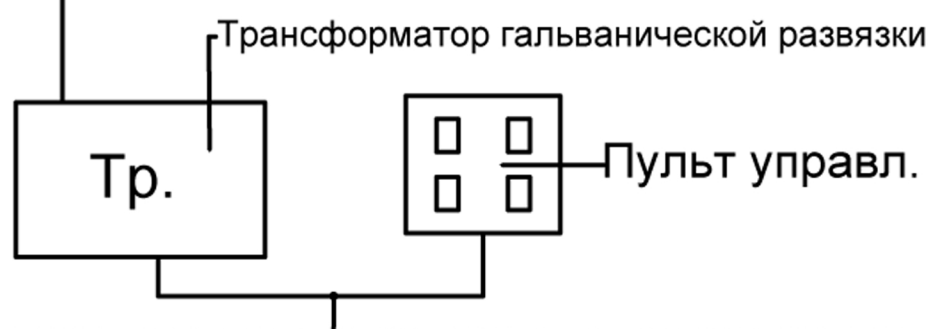 Трансформатор гальванической развязки
Тр.
Пульт управл.